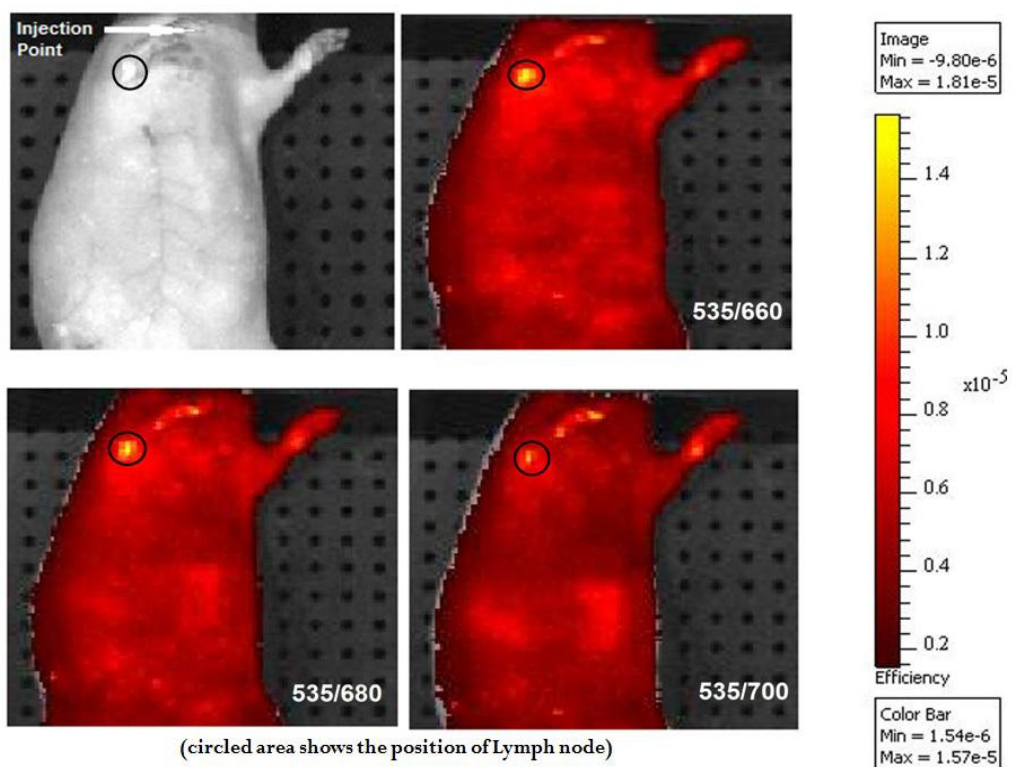 Injection
Point
535/660
535/680
535/700
(circled area shows the position of Lymph node)
Image
Min = -9.80e-6
Max = 1.81e-5
1.4
1.2
1.0
x10-5
0.8
0.6
0.4
0.2
Efficiency
Color Bar
Min = 1.54e-6
Max = 1.57e-5